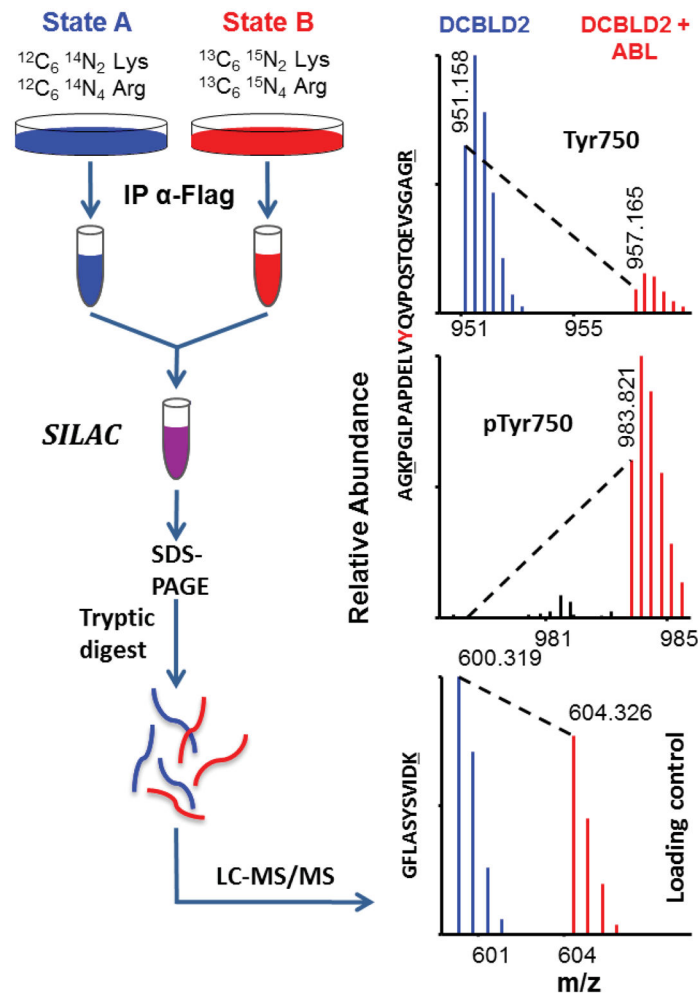 State A
State B
¹²C₆ ¹⁴N₂ Lys
¹²C₆ ¹⁴N₄ Arg
¹³C₆ ¹⁵N₂ Lys
¹³C₆ ¹⁵N₄ Arg
IP α-Flag
SILAC
SDS-
PAGE
Tryptic
digest
LC-MS/MS
DCBLD2
DCBLD2 +
ABL
951.158
Tyr750
957.165
951
955
AGKPGLPAPDELVYQVPQSTQEVSGAGR
Relative Abundance
pTyr750
983.821
981
985
600.319
604.326
GFLASYSVIDK
Loading control
601
604
m/z